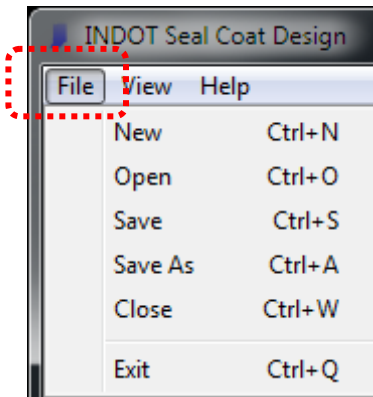 INDOT Seal Coat Design
File View Help
New Ctrl+N
Open Ctrl+O
Save Ctrl+S
Save As Ctrl+A
Close Ctrl+W
Exit Ctrl+Q